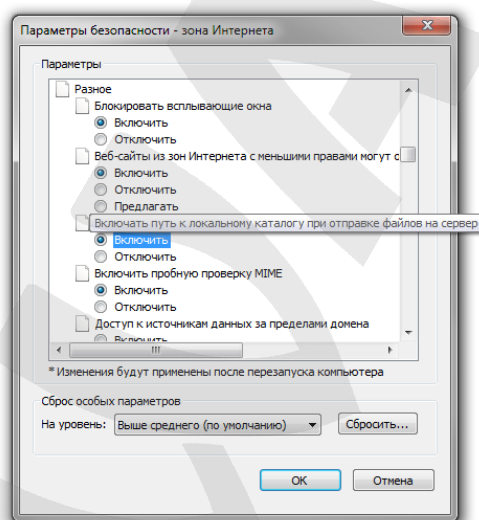 Параметры безопасности - зона Интернета
Параметры
Разное
Блокировать всплывающие окна
Включить
Отключить
Веб-сайты из зон Интернета с меньшими правами могут о
Включить
Отключить
Предлагать
Включать путь к локальному каталогу при отправке файлов на сервер
Включить
Отключить
Включить пробную проверку MIME
Включить
Отключить
Доступ к источникам данных за пределами домена
Включить
* Изменения будут применены после перезапуска компьютера
Сброс особых параметров
На уровень: Выше среднего (по умолчанию) Сбросить...
OK Отмена